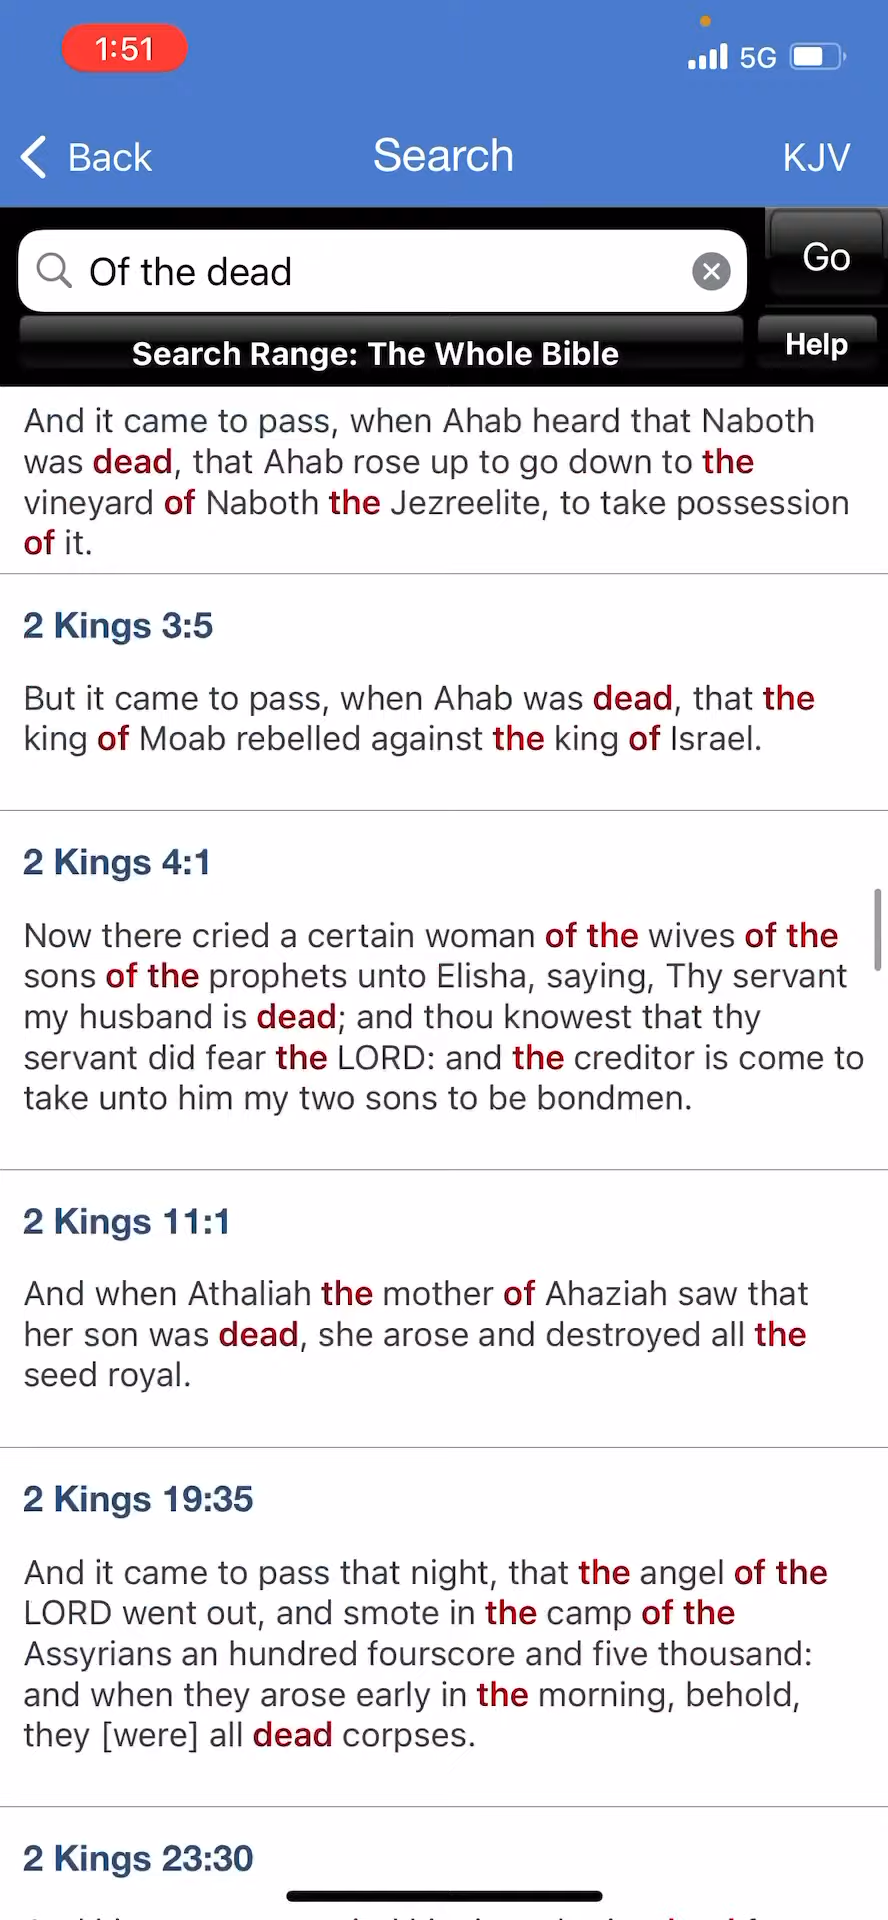 1:51
5G
Back
Search
KJV
Of the dead
Go
Search Range: The Whole Bible
Help
And it came to pass, when Ahab heard that Naboth
was dead, that Ahab rose up to go down to the
vineyard of Naboth the Jezreelite, to take possession
of it.
2 Kings 3:5
But it came to pass, when Ahab was dead, that the
king of Moab rebelled against the king of Israel.
2 Kings 4:1
Now there cried a certain woman of the wives of the
sons of the prophets unto Elisha, saying, Thy servant
my husband is dead; and thou knowest that thy
servant did fear the LORD: and the creditor is come to
take unto him my two sons to be bondmen.
2 Kings 11:1
And when Athaliah the mother of Ahaziah saw that
her son was dead, she arose and destroyed all the
seed royal.
2 Kings 19:35
And it came to pass that night, that the angel of the
LORD went out, and smote in the camp of the
Assyrians an hundred fourscore and five thousand:
and when they arose early in the morning, behold,
they [were] all dead corpses.
2 Kings 23:30